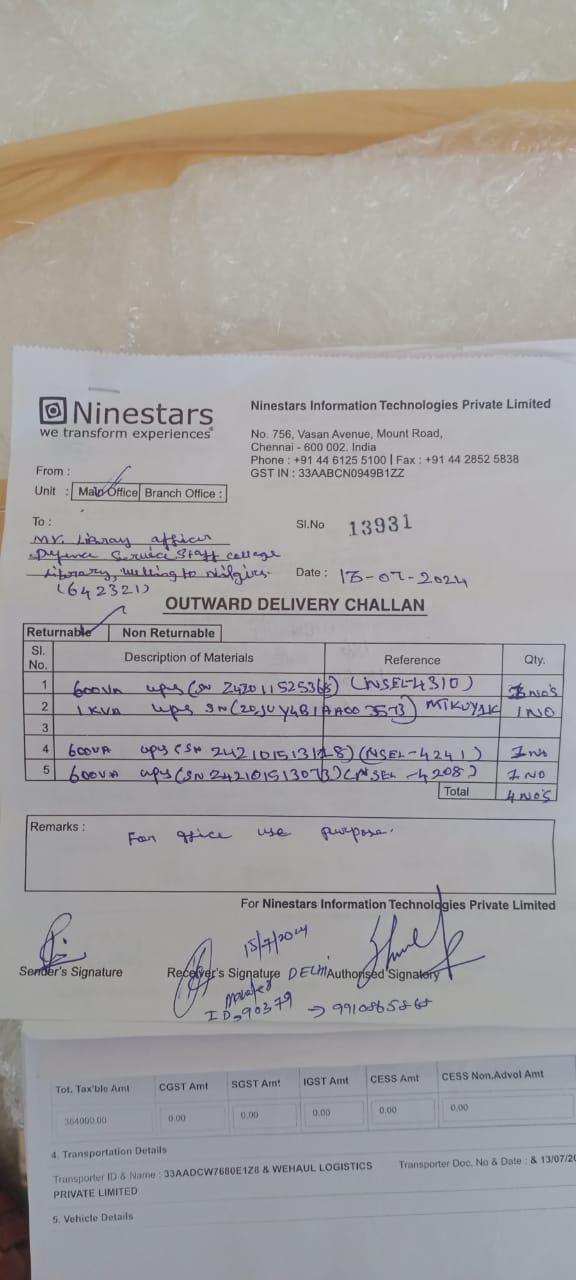 Ninestars
we transform experiences
Ninestars Information Technologies Private Limited
No. 756, Vasan Avenue, Mount Road,
Chennai - 600 002. India
Phone : +91 44 6125 5100 | Fax : +91 44 2852 5838
GST IN : 33AABCN0949B1ZZ
From :
Unit : Main Office Branch Office :
To :
Mr. Library officer
Defence Service Staff college
Library, Welling to Nilgiris.
(642321)
Sl.No 13931
Date : 13-07-2024
OUTWARD DELIVERY CHALLAN
Returnable Non Returnable
Sl. No. Description of Materials Reference Qty.
1 600VA ups (SN 242011525365) (NSEL-4310) NO'S
2 1KVA ups SN (20JUY4B1AA00 3573) MIKUYAK 1 NO
3
4 600VA ups (SN 242101513118) (NSEL-4241) 1 NO
5 600VA ups (SN 242101513073) (NSEL-4208) 1 NO
Total 4 NO'S
Remarks : For office use purpose.
For Ninestars Information Technologies Private Limited
15/7/2024
Sender's Signature Receiver's Signature DELHI Authorised Signatory
ID 90379 → 9910865868
Tot. Tax'ble Amt CGST Amt SGST Amt IGST Amt CESS Amt CESS Non.Advol Amt
364000.00 0.00 0.00 0.00 0.00 0.00
4. Transportation Details
Transporter ID & Name : 33AADCW7680E1Z8 & WEHAUL LOGISTICS PRIVATE LIMITED
Transporter Doc. No & Date : & 13/07/20
5. Vehicle Details